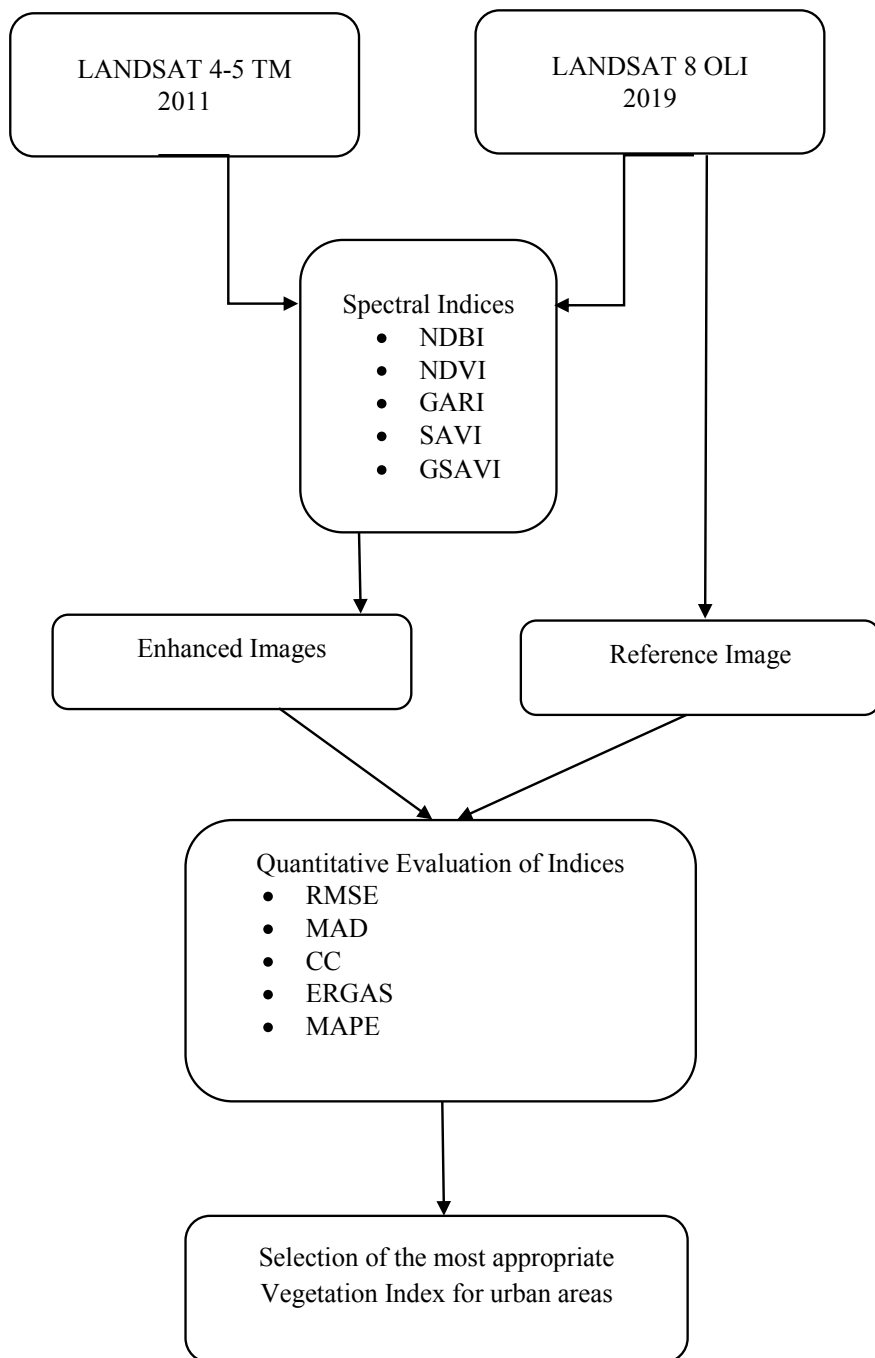 LANDSAT 4-5 TM
2011
LANDSAT 8 OLI
2019
Spectral Indices
• NDBI
• NDVI
• GARI
• SAVI
• GSAVI
Enhanced Images
Reference Image
Quantitative Evaluation of Indices
• RMSE
• MAD
• CC
• ERGAS
• MAPE
Selection of the most appropriate
Vegetation Index for urban areas